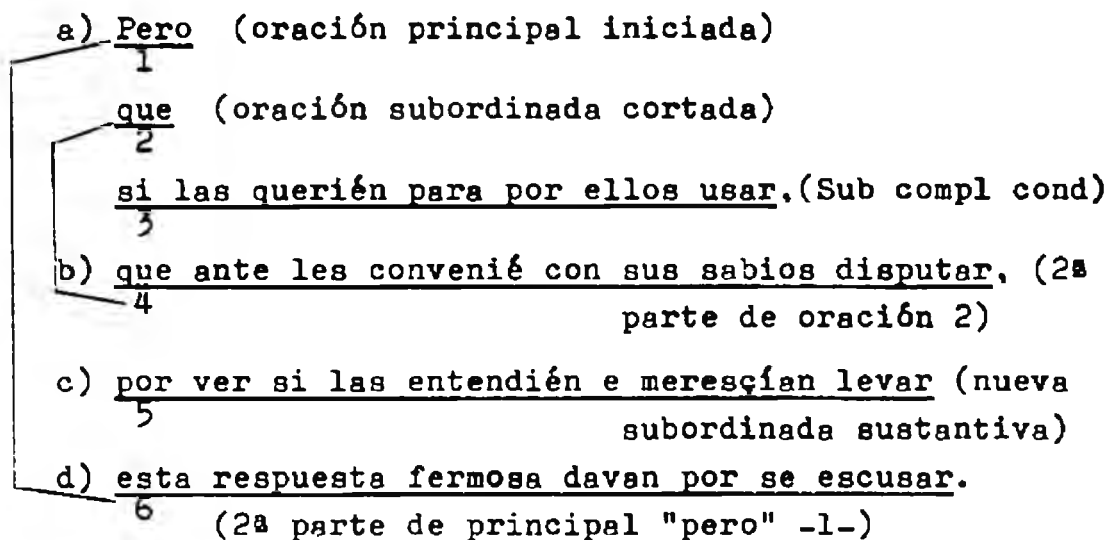 a) Pero (oración principal iniciada)
1
que (oración subordinada cortada)
2
si las querién para por ellos usar,(Sub compl cond)
3
b) que ante les convenié con sus sabios disputar, (2ª
4
parte de oración 2)
c) por ver si las entendién e meresçían levar (nueva
5
subordinada sustantiva)
d) esta respuesta fermosa davan por se escusar.
6
(2ª parte de principal "pero" -1-)